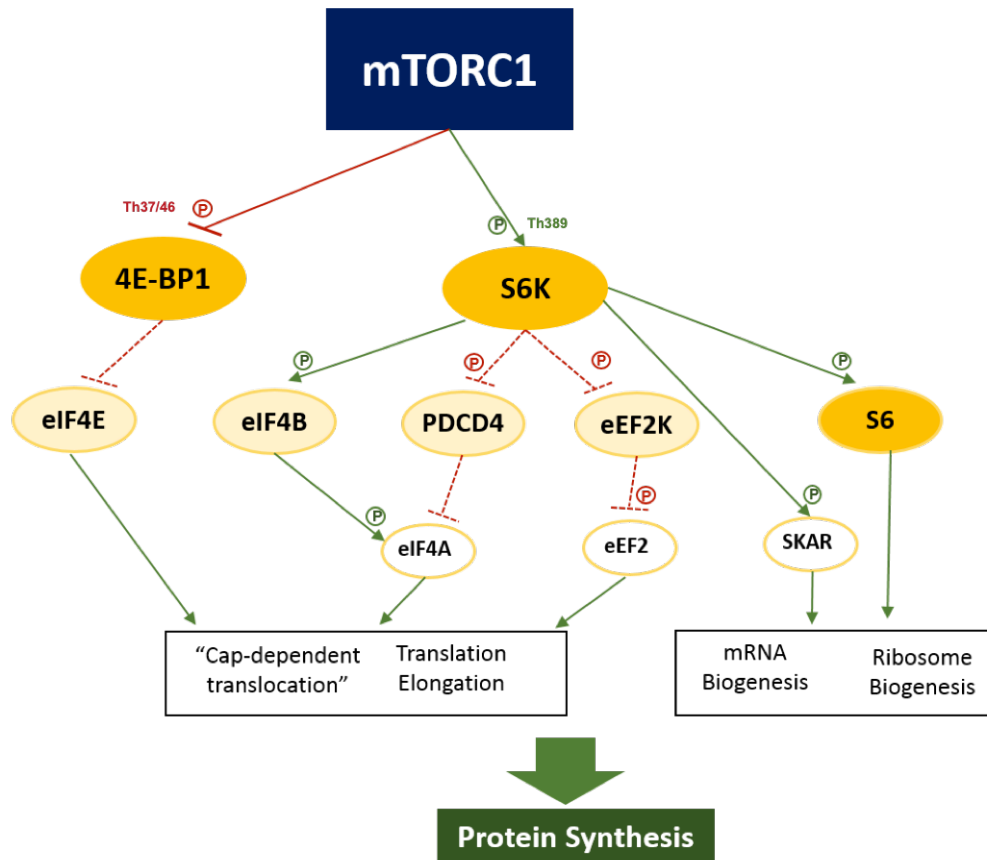 mTORC1
Th37/46
P
P
Th389
4E-BP1
S6K
P
P
P
P
eIF4E
eIF4B
PDCD4
eEF2K
S6
P
P
P
eIF4A
eEF2
SKAR
“Cap-dependent
translocation”
Translation
Elongation
mRNA
Biogenesis
Ribosome
Biogenesis
Protein Synthesis